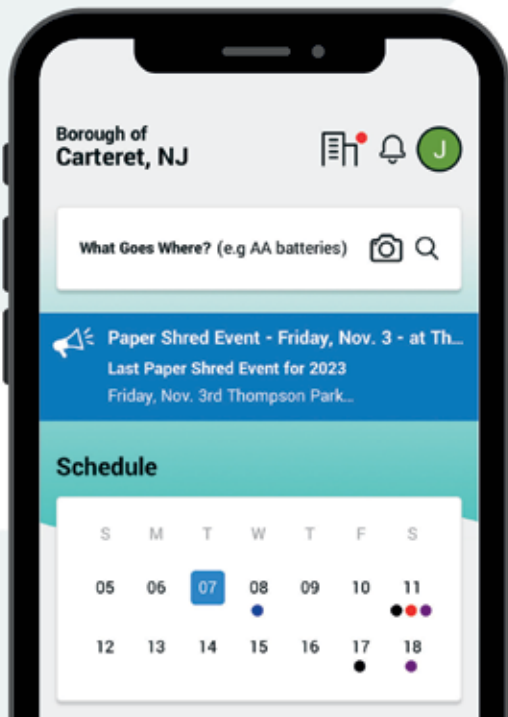 Borough of
Carteret, NJ
J
What Goes Where? (e.g AA batteries)
Paper Shred Event - Friday, Nov. 3 - at Th...
Last Paper Shred Event for 2023
Friday, Nov. 3rd Thompson Park...
Schedule
S M T W T F S
05 06 07 08 09 10 11
12 13 14 15 16 17 18